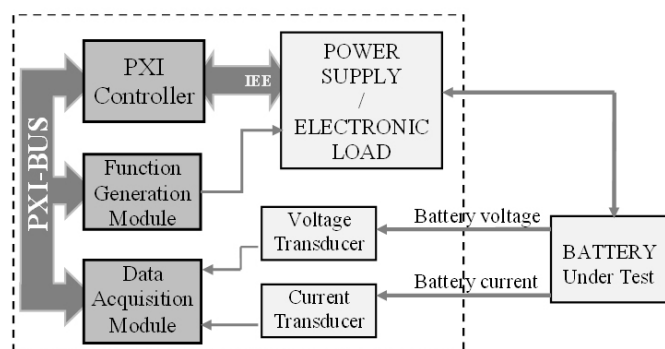 PXI-BUS
PXI
Controller
IEE
POWER
SUPPLY
/
ELECTRONIC
LOAD
Function
Generation
Module
Voltage
Transducer
Battery voltage
BATTERY
Under Test
Data
Acquisition
Module
Current
Transducer
Battery current